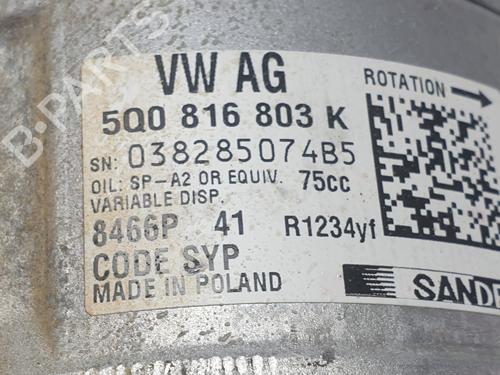 VW AG
ROTATION
5Q0 816 803 K
SN: 038285074B5
OIL: SP-A2 OR EQUIV. 75cc
VARIABLE DISP.
8466P 41 R1234yf
CODE SYP
MADE IN POLAND
SANDE
B-PARTS